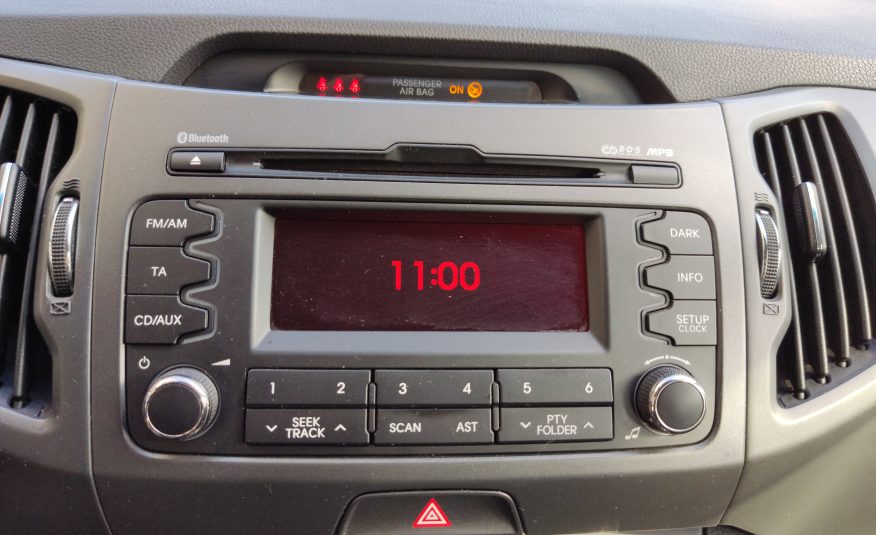 PASSENGER
AIR BAG
ON
Bluetooth
R·D·S
MP3
FM/AM
TA
CD/AUX
11:00
DARK
INFO
SETUP
CLOCK
1 2 3 4 5 6
SEEK
TRACK
SCAN AST
PTY
FOLDER